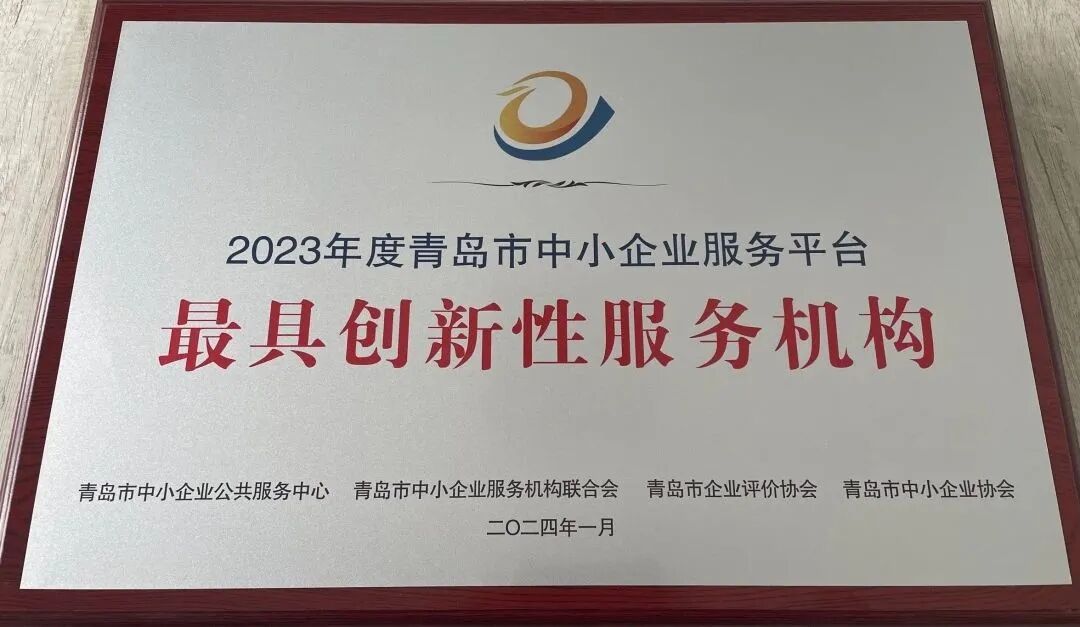 2023年度青岛市中小企业服务平台
最具创新性服务机构
青岛市中小企业公共服务中心 青岛市中小企业服务机构联合会 青岛市企业评价协会 青岛市中小企业协会
二〇二四年一月